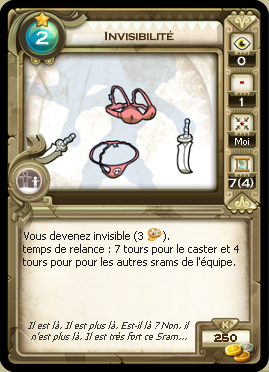 2
INVISIBILITÉ
0
1
Moi
7(4)
Vous devenez invisible (3 ).
temps de relance : 7 tours pour le caster et 4
tours pour pour les autres srams de l'équipe.
Il est là, Il est plus là. Est-il là ? Non, il
n'est plus là. Il est très fort ce Sram...
K
250